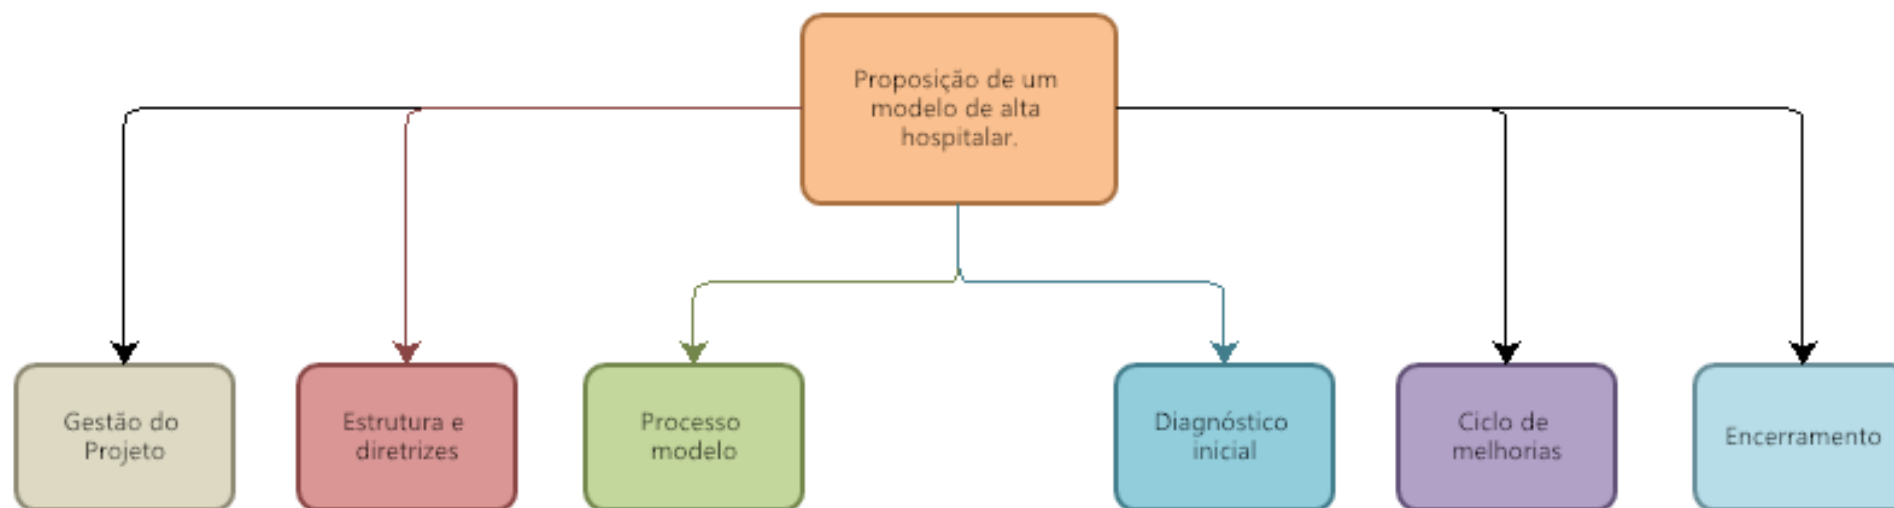 Proposição de um
modelo de alta
hospitalar.
Gestão do
Projeto
Estrutura e
diretrizes
Processo
modelo
Diagnóstico
inicial
Ciclo de
melhorias
Encerramento